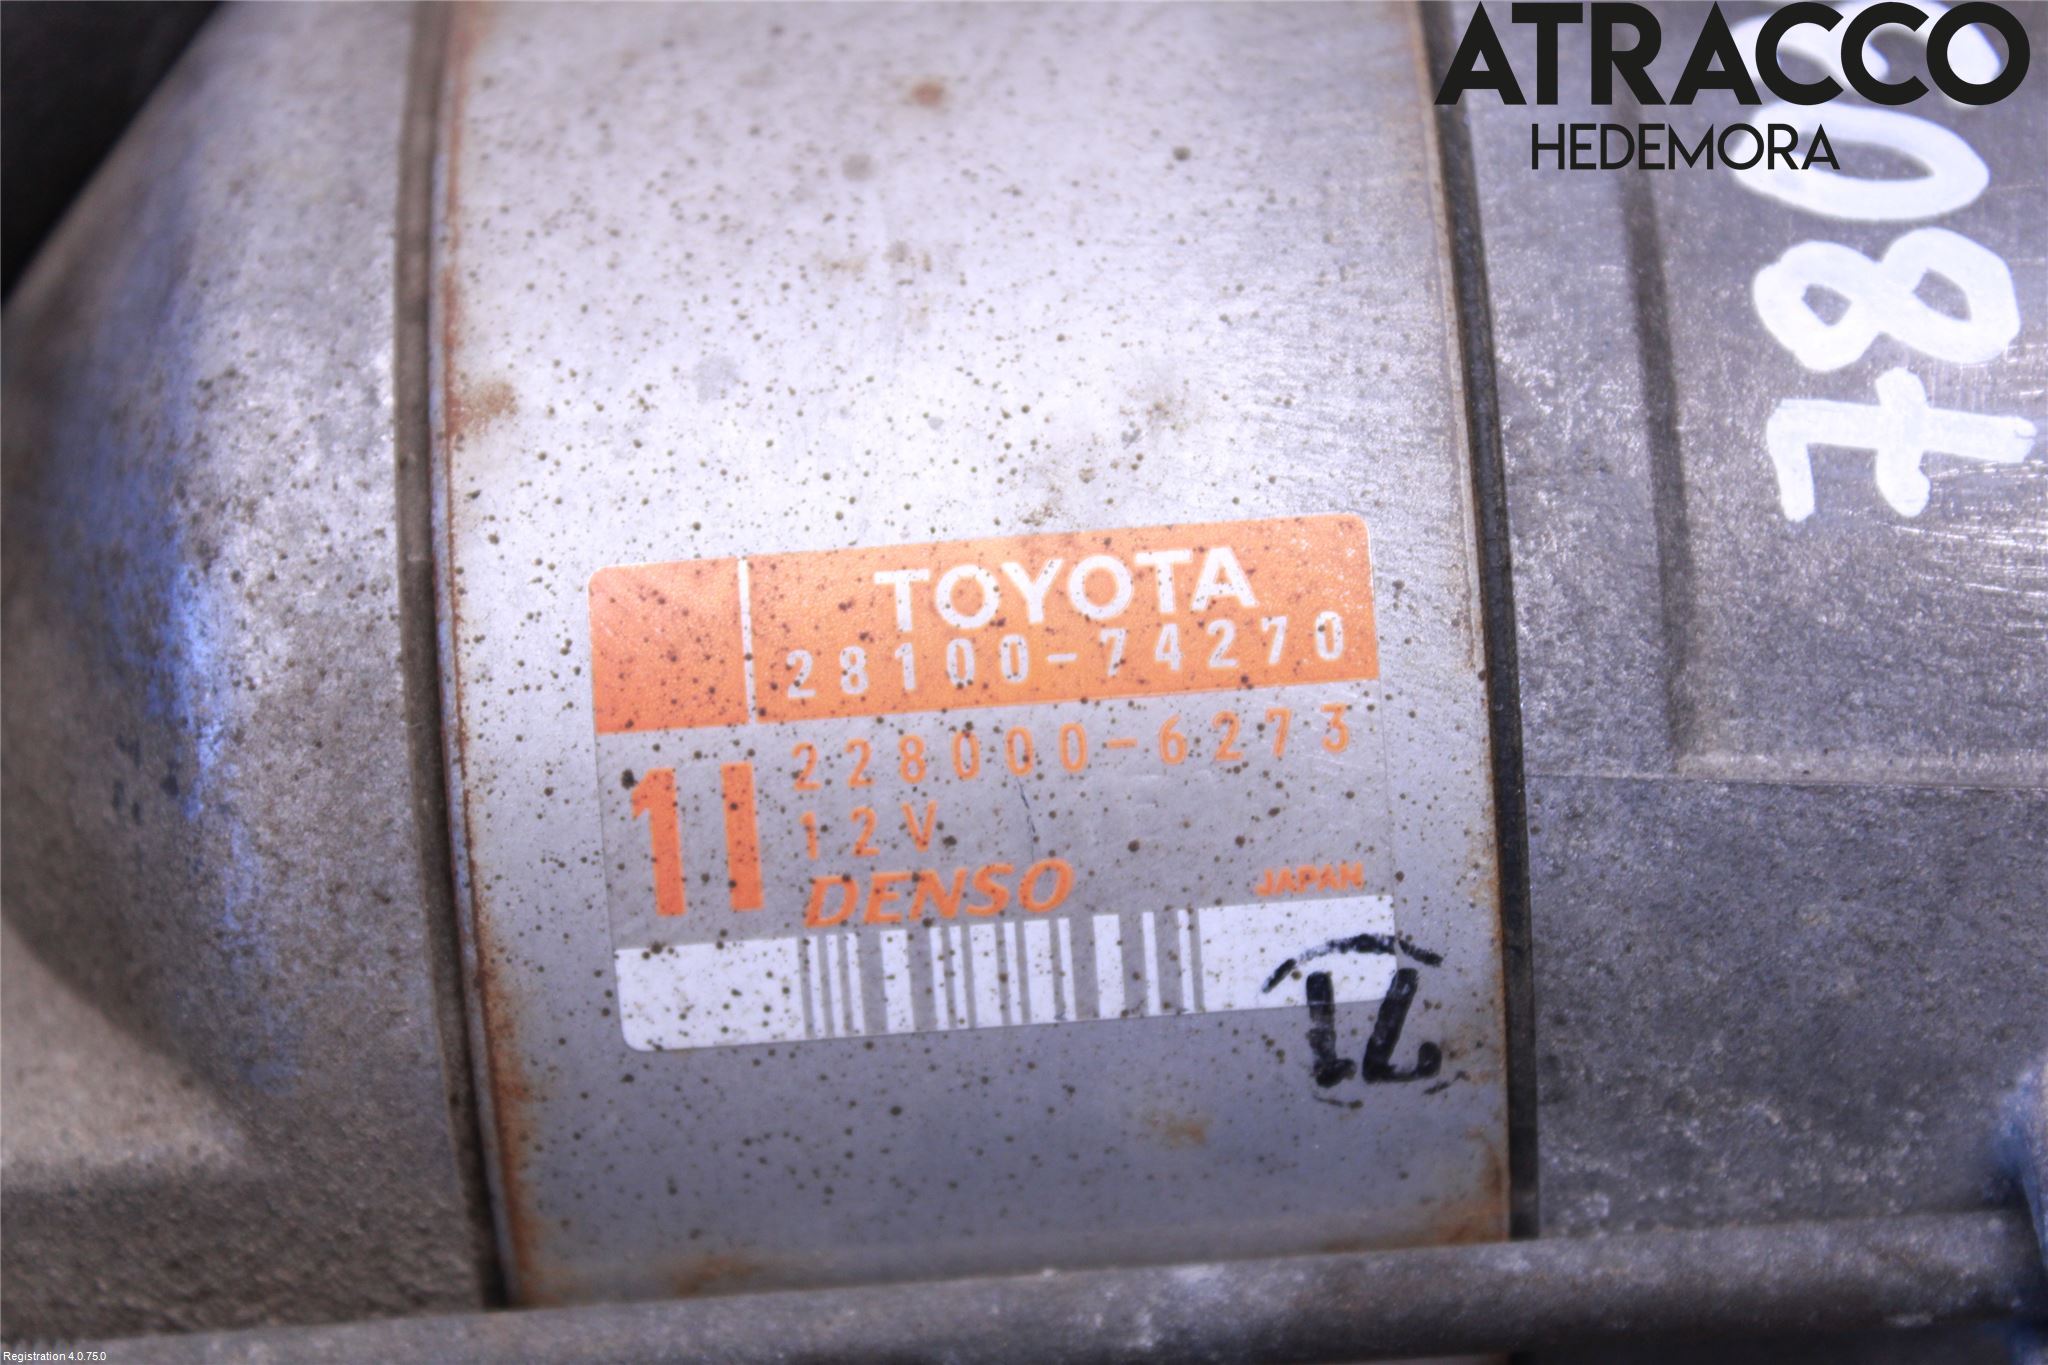 ATRACCO
HEDEMORA
TOYOTA
28100-74270
228000-6273
11
12V
DENSO
JAPAN
Registration 4.0.75.0